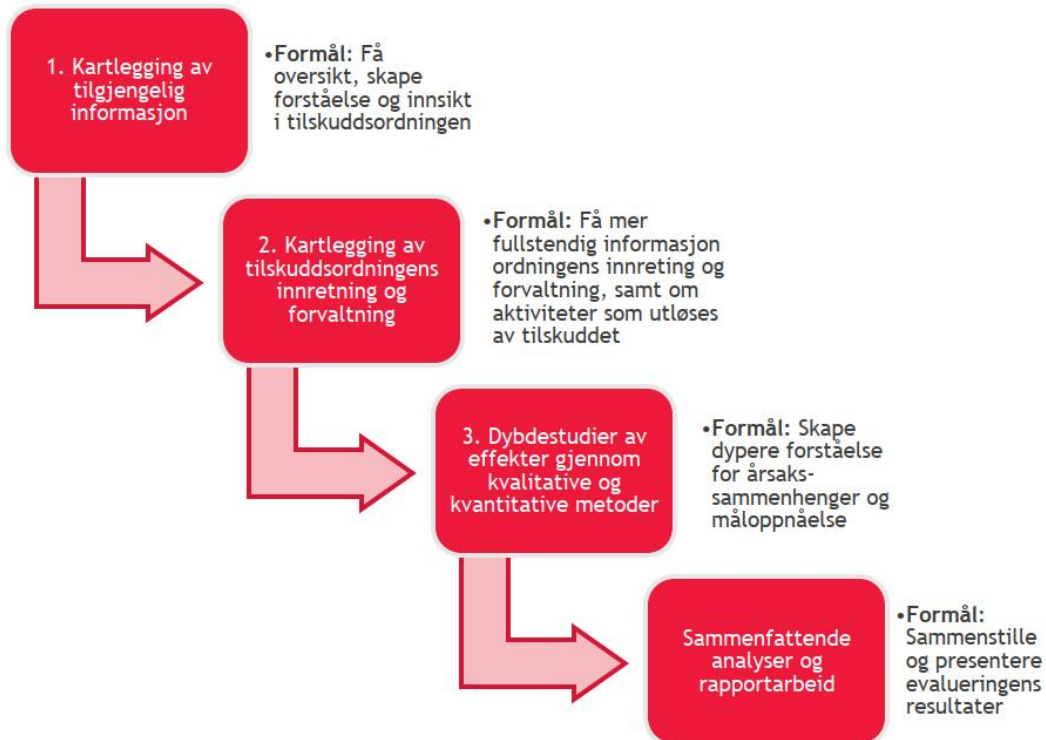 1. Kartlegging av
tilgjengelig
informasjon
•Formål: Få
oversikt, skape
forståelse og innsikt
i tilskuddsordningen
2. Kartlegging av
tilskuddsordningens
innretning og
forvaltning
•Formål: Få mer
fullstendig informasjon
ordningens innreting og
forvaltning, samt om
aktiviteter som utløses
av tilskuddet
3. Dybdestudier av
effekter gjennom
kvalitative og
kvantitative metoder
•Formål: Skape
dypere forståelse
for årsaks-
sammenhenger og
måloppnåelse
Sammenfattende
analyser og
rapportarbeid
•Formål:
Sammenstille
og presentere
evalueringens
resultater